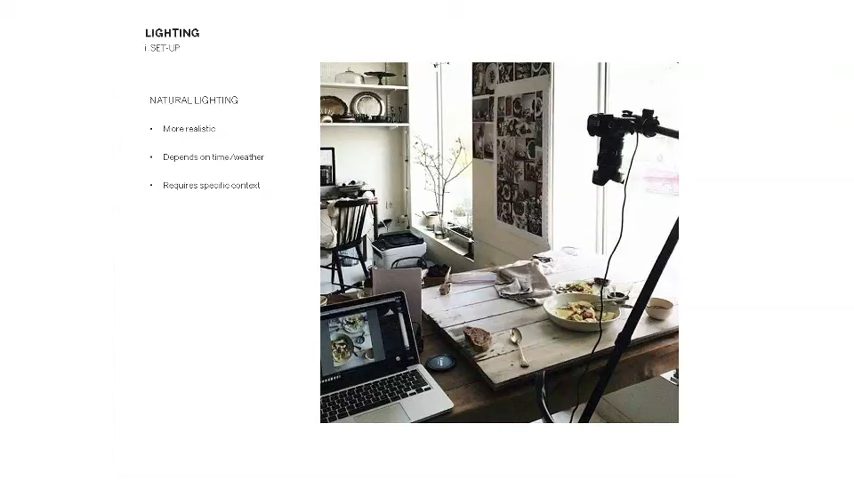 LIGHTING
i. SET-UP
NATURAL LIGHTING
• More realistic
• Depends on time/weather
• Requires specific context